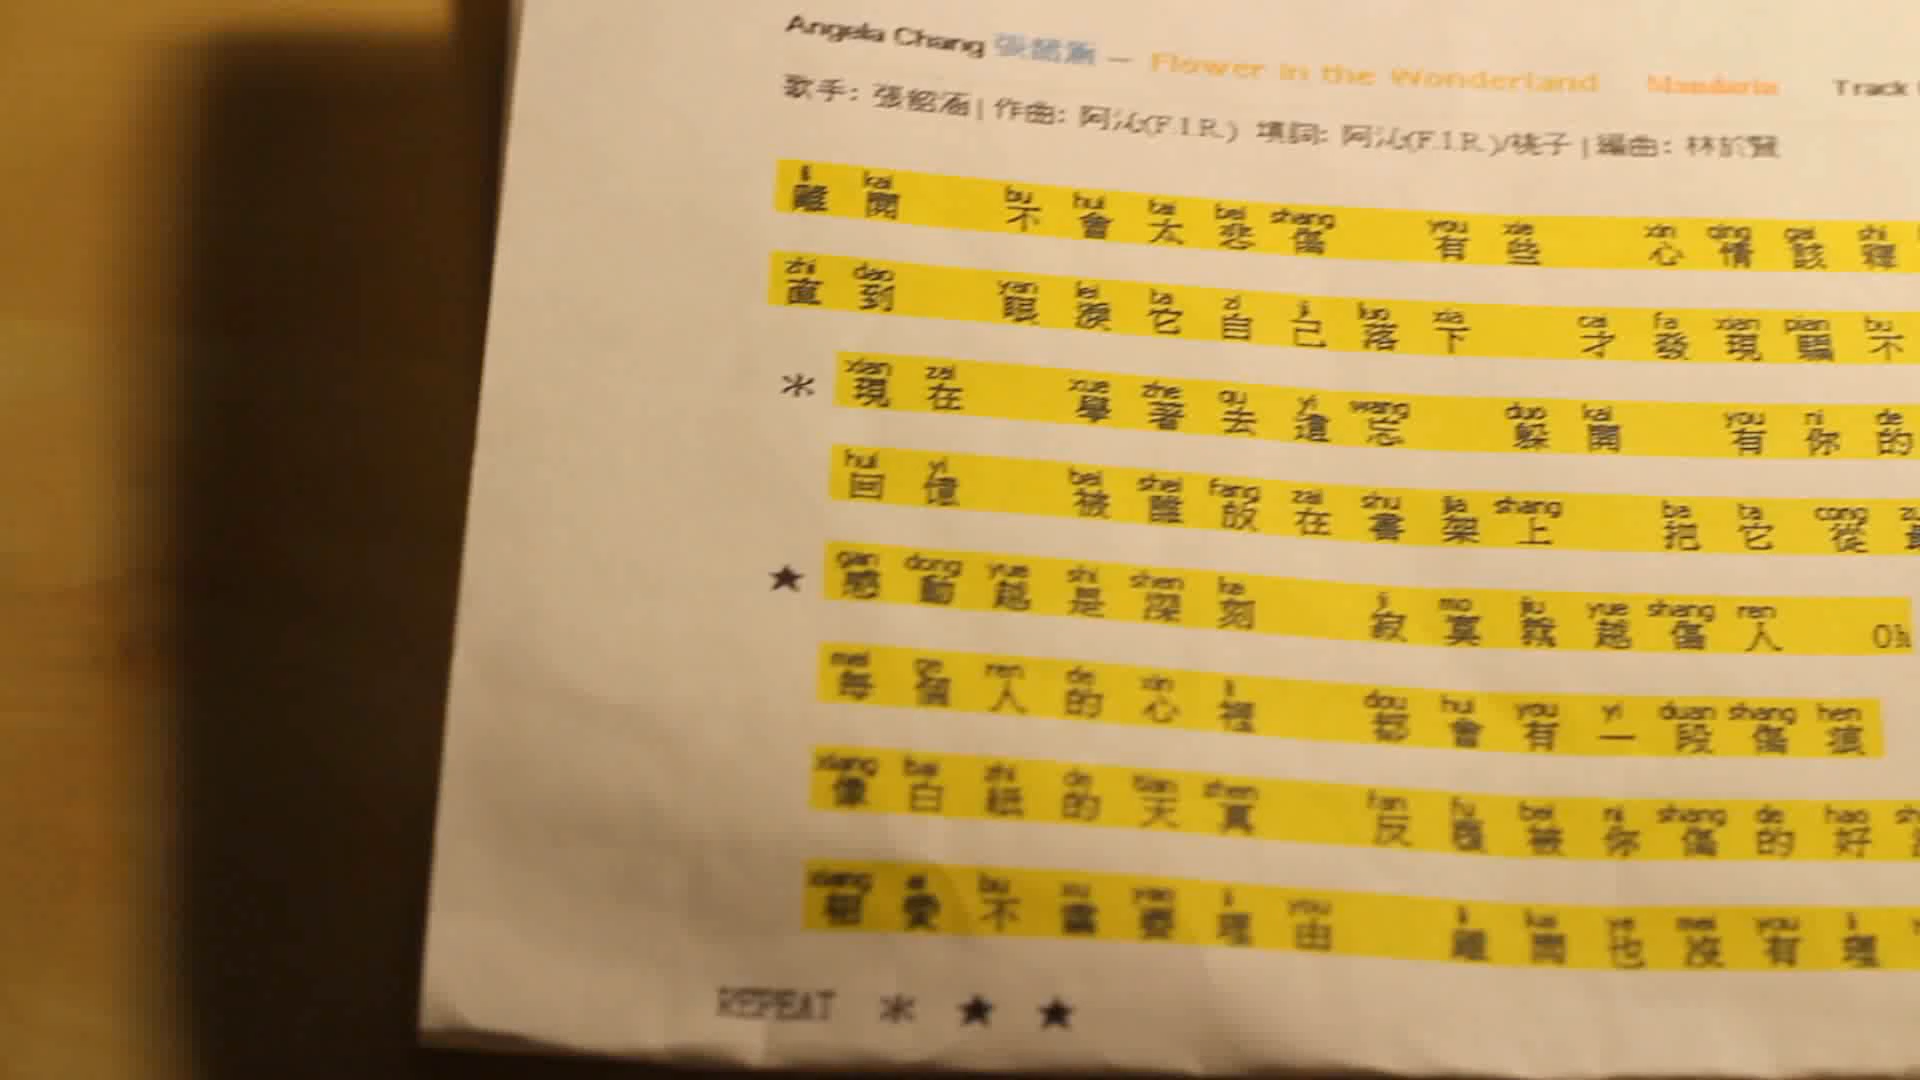 Angela Chang 張韶涵 — Flower in the Wonderland Mandarin Track
歌手: 張韶涵 | 作曲: 阿沁(F.I.R.) 填詞: 阿沁(F.I.R.)/桃子 | 編曲: 林於賢
li kai bu hui tai bei shang you xie xin qing gai shi
離開 不會太悲傷 有些 心情該釋
zhi dao yan lei ta zi ji luo xia cai fa xian pian bu
直到 眼淚它自己落下 才發現騙不
xian zai xue zhe qu yi wang duo kai you ni de
* 現在 學著去遺忘 躲開 有你的
hui yi bei shei fang zai shu jia shang ba ta cong
回憶 被誰放在書架上 把它從
gan dong yue shi shen ke ji mo jiu yue shang ren
★ 感動越是深刻 寂寞就越傷人 Oh
mei ge ren de xin li dou hui you yi duan shang hen
每個人的心裡 都會有一段傷痕
xiang bai zhi de tian zhen fan fu bei ni shang de hao
像白紙的天真 反覆被你傷的好
xiang ai bu xu yao li you li kai ye mei you li
相愛不需要理由 離開也沒有理
REPEAT * ★ ★